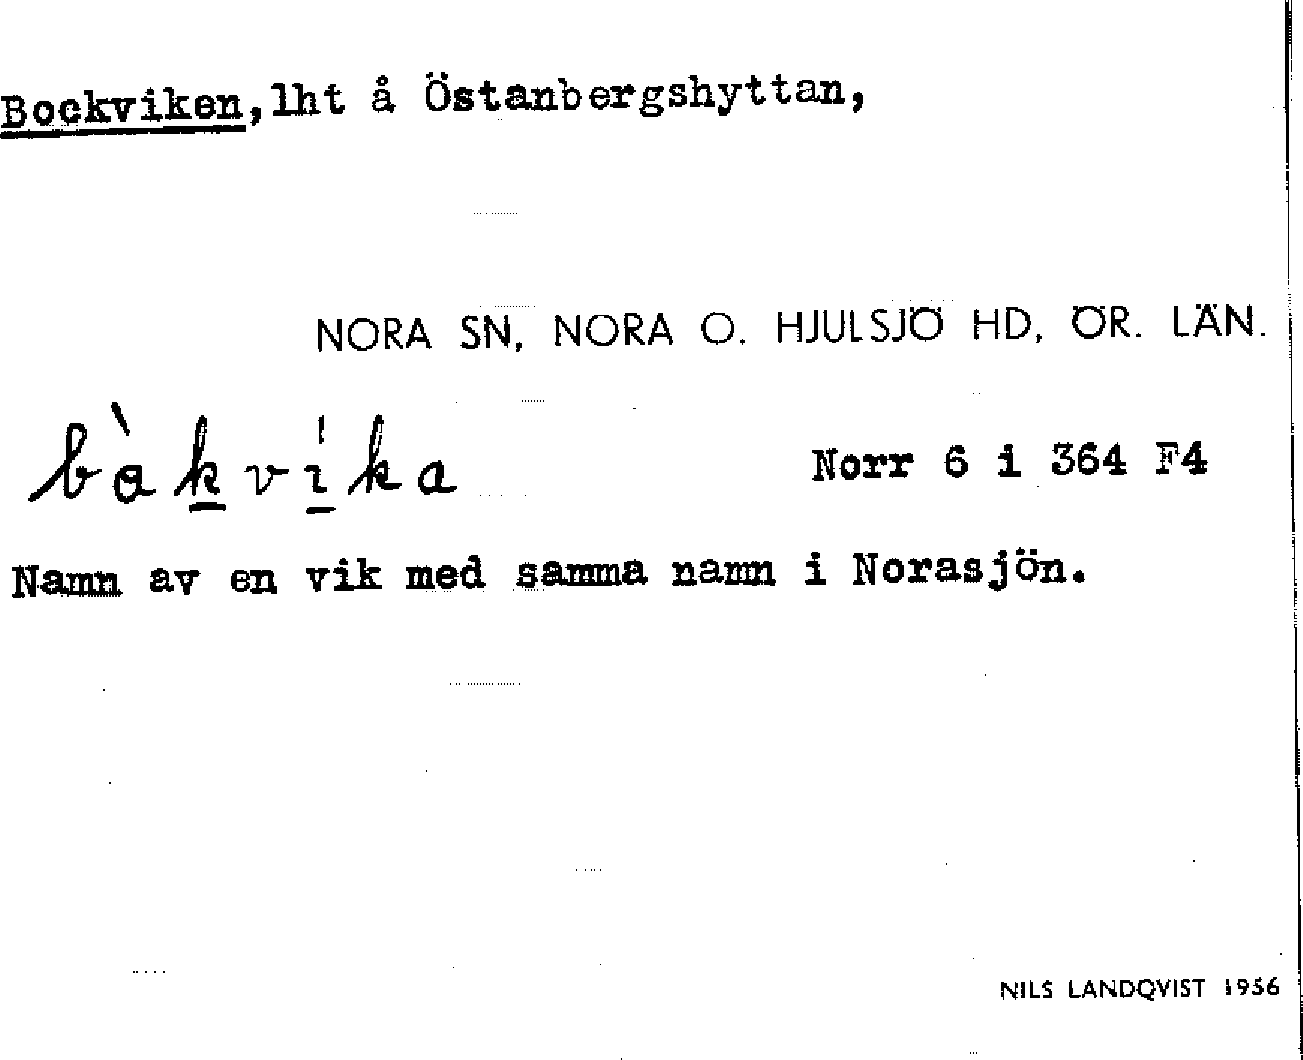 Bockviken, lht å Östanbergshyttan,
NORA SN, NORA O. HJULSJÖ HD, ÖR. LÄN.
Norr 6 i 364 F4
Namn av en vik med samma namn i Norasjön.
NILS LANDQVIST 1956